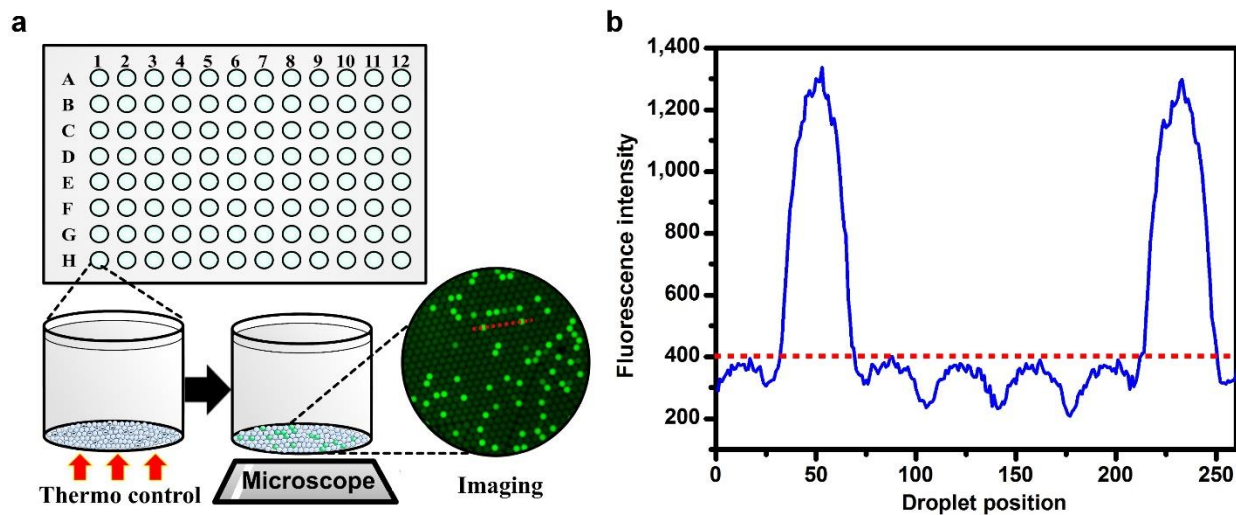 a
1 2 3 4 5 6 7 8 9 10 11 12
A
B
C
D
E
F
G
H
Thermo control
Microscope
Imaging
b
1,400
1,200
1,000
800
600
400
200
Fluorescence intensity
0 50 100 150 200 250
Droplet position